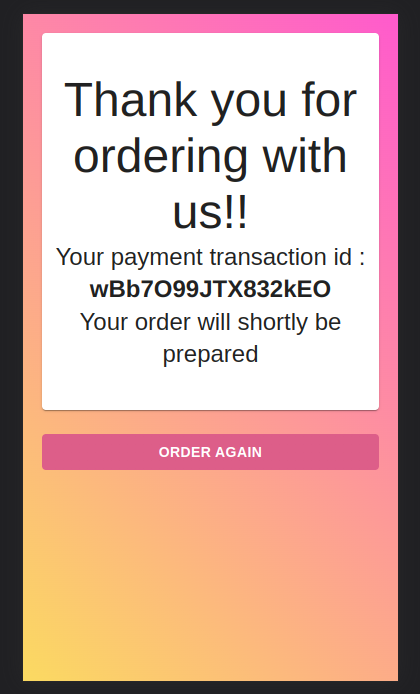 Thank you for
ordering with
us!!
Your payment transaction id :
wBb7O99JTX832kEO
Your order will shortly be
prepared
ORDER AGAIN